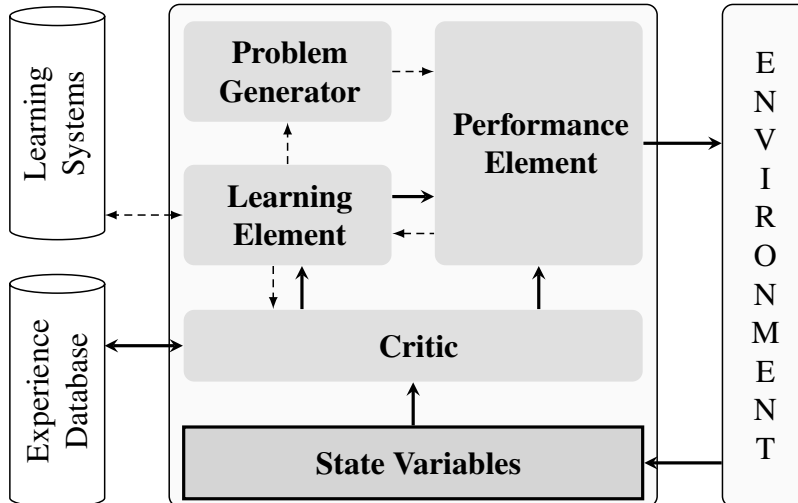 Learning
Systems
Problem
Generator
Performance
Element
Learning
Element
Experience
Database
Critic
State Variables
E
N
V
I
R
O
N
M
E
N
T